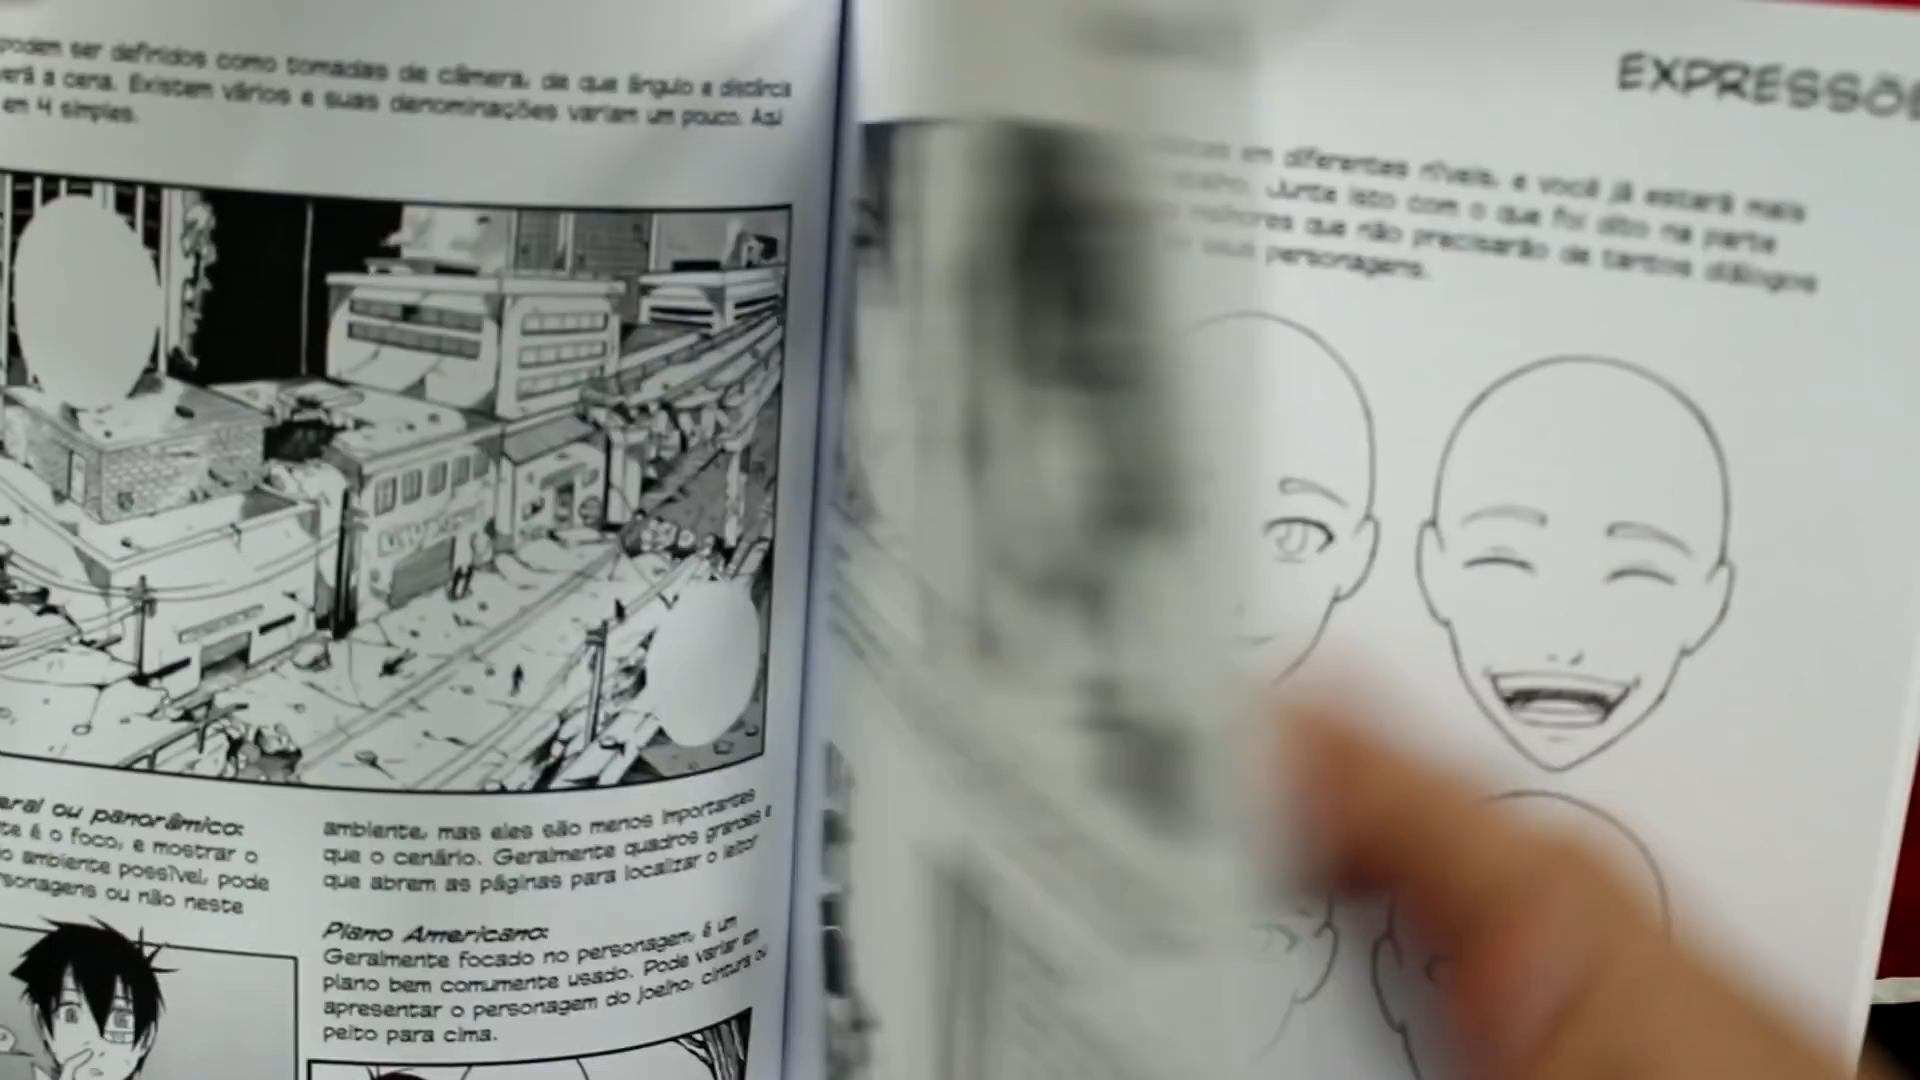 podem ser definidos como tomadas de câmera, de que ângulo e distância
verá a cena. Existem vários e suas denominações variam um pouco. Aqui
em 4 simples.
ou panorâmico:
é o foco, e mostrar o
ambiente possível, pode
ou não neste
ambiente, mas eles são menos importantes
que o cenário. Geralmente quadros grandes e
que abrem as páginas para localizar o leitor
Plano Americano:
Geralmente focado no personagem, é um
plano bem comumente usado. Pode variar em
apresentar o personagem do joelho, cintura ou
peito para cima.
EXPRESSÕE
em diferentes níveis, e você já estará mais
Junte isto com o que foi dito na parte
melhores que não precisarão de tantos diálogos
seus personagens.